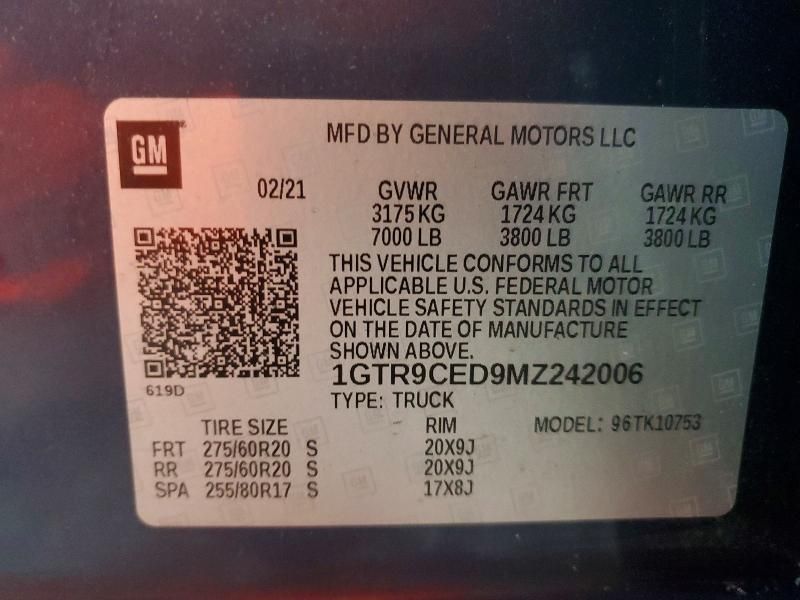 GM
MFD BY GENERAL MOTORS LLC
02/21 GVWR GAWR FRT GAWR RR
3175 KG 1724 KG 1724 KG
7000 LB 3800 LB 3800 LB
THIS VEHICLE CONFORMS TO ALL
APPLICABLE U.S. FEDERAL MOTOR
VEHICLE SAFETY STANDARDS IN EFFECT
ON THE DATE OF MANUFACTURE
SHOWN ABOVE.
1GTR9CED9MZ242006
619D
TYPE: TRUCK
TIRE SIZE RIM MODEL: 96TK10753
FRT 275/60R20 S 20X9J
RR 275/60R20 S 20X9J
SPA 255/80R17 S 17X8J